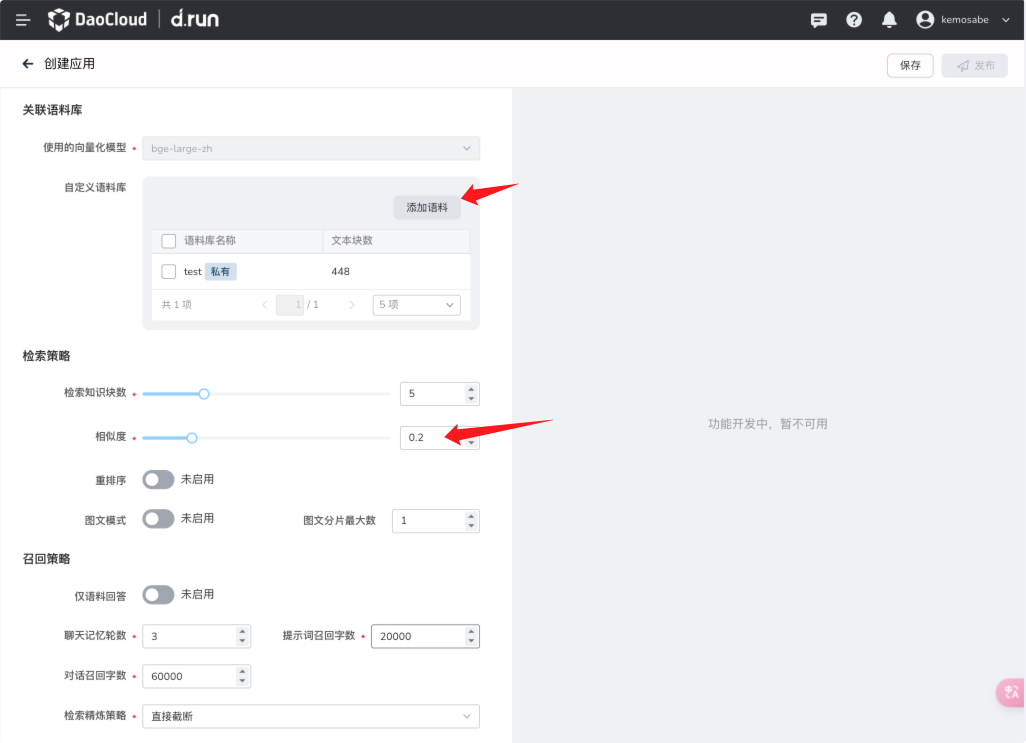 DaoCloud | d.run
kemosabe
创建应用
保存
发布
关联语料库
使用的向量化模型 • bge-large-zh
自定义语料库
添加语料
语料库名称 文本块数
test 私有 448
共 1 项 < 1 / 1 > 5 项
检索策略
检索知识块数 • 5
相似度 • 0.2
重排序 未启用
图文模式 未启用 图文分片最大数 1
召回策略
仅语料回答 未启用
聊天记忆轮数 • 3 提示词召回字数 • 20000
对话召回字数 • 60000
检索精炼策略 • 直接截断
功能开发中，暂不可用